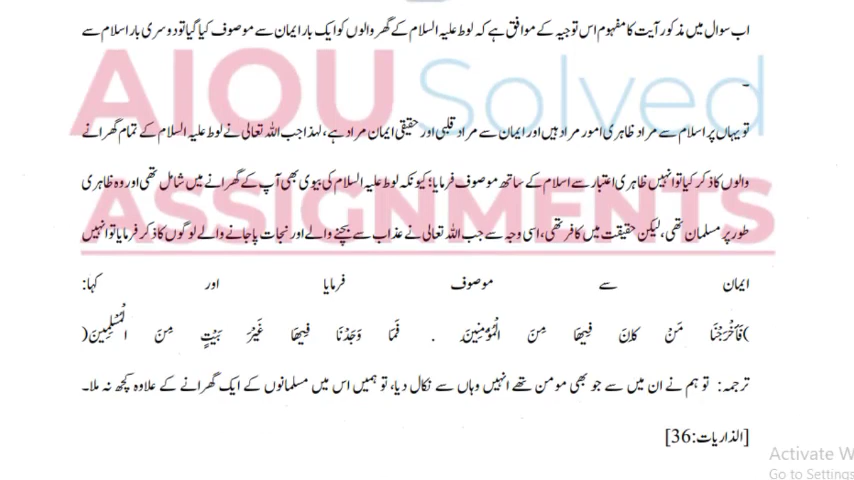 اب سوال میں مذکور آیت کا مفہوم اس توجیہ کے موافق ہے کہ لوط علیہ السلام کے گھر والوں کو ایک بار ایمان سے موصوف کیا گیا تو دوسری بار اسلام سے
-
AIOU Solved
تو یہاں پر اسلام سے مراد ظاہری امور مراد ہیں اور ایمان سے مراد قلبی اور حقیقی ایمان مراد ہے، لہذا جب اللہ تعالی نے لوط علیہ السلام کے تمام گھرانے
والوں کا ذکر کیا تو انہیں ظاہری اعتبار سے اسلام کے ساتھ موصوف فرمایا؛ کیونکہ لوط علیہ السلام کی بیوی بھی آپ کے گھرانے میں شامل تھی اور وہ ظاہری
ASSIGNMENTS
طور پر مسلمان تھی، لیکن حقیقت میں کافر تھی، اسی وجہ سے جب اللہ تعالی نے عذاب سے بچنے والے اور نجات پا جانے والے لوگوں کا ذکر فرمایا تو انہیں
ایمان سے موصوف فرمایا اور کہا:
)فَأَخْرَجْنَا مَنْ كَانَ فِيهَا مِنَ الْمُؤْمِنِينَ . فَمَا وَجَدْنَا فِيهَا غَيْرَ بَيْتٍ مِنَ الْمُسْلِمِينَ(
ترجمہ: تو ہم نے ان میں سے جو بھی مومن تھے انہیں وہاں سے نکال دیا، تو ہمیں اس میں مسلمانوں کے ایک گھرانے کے علاوہ کچھ نہ ملا۔
[الذاریات:36]
Activate W
Go to Settings